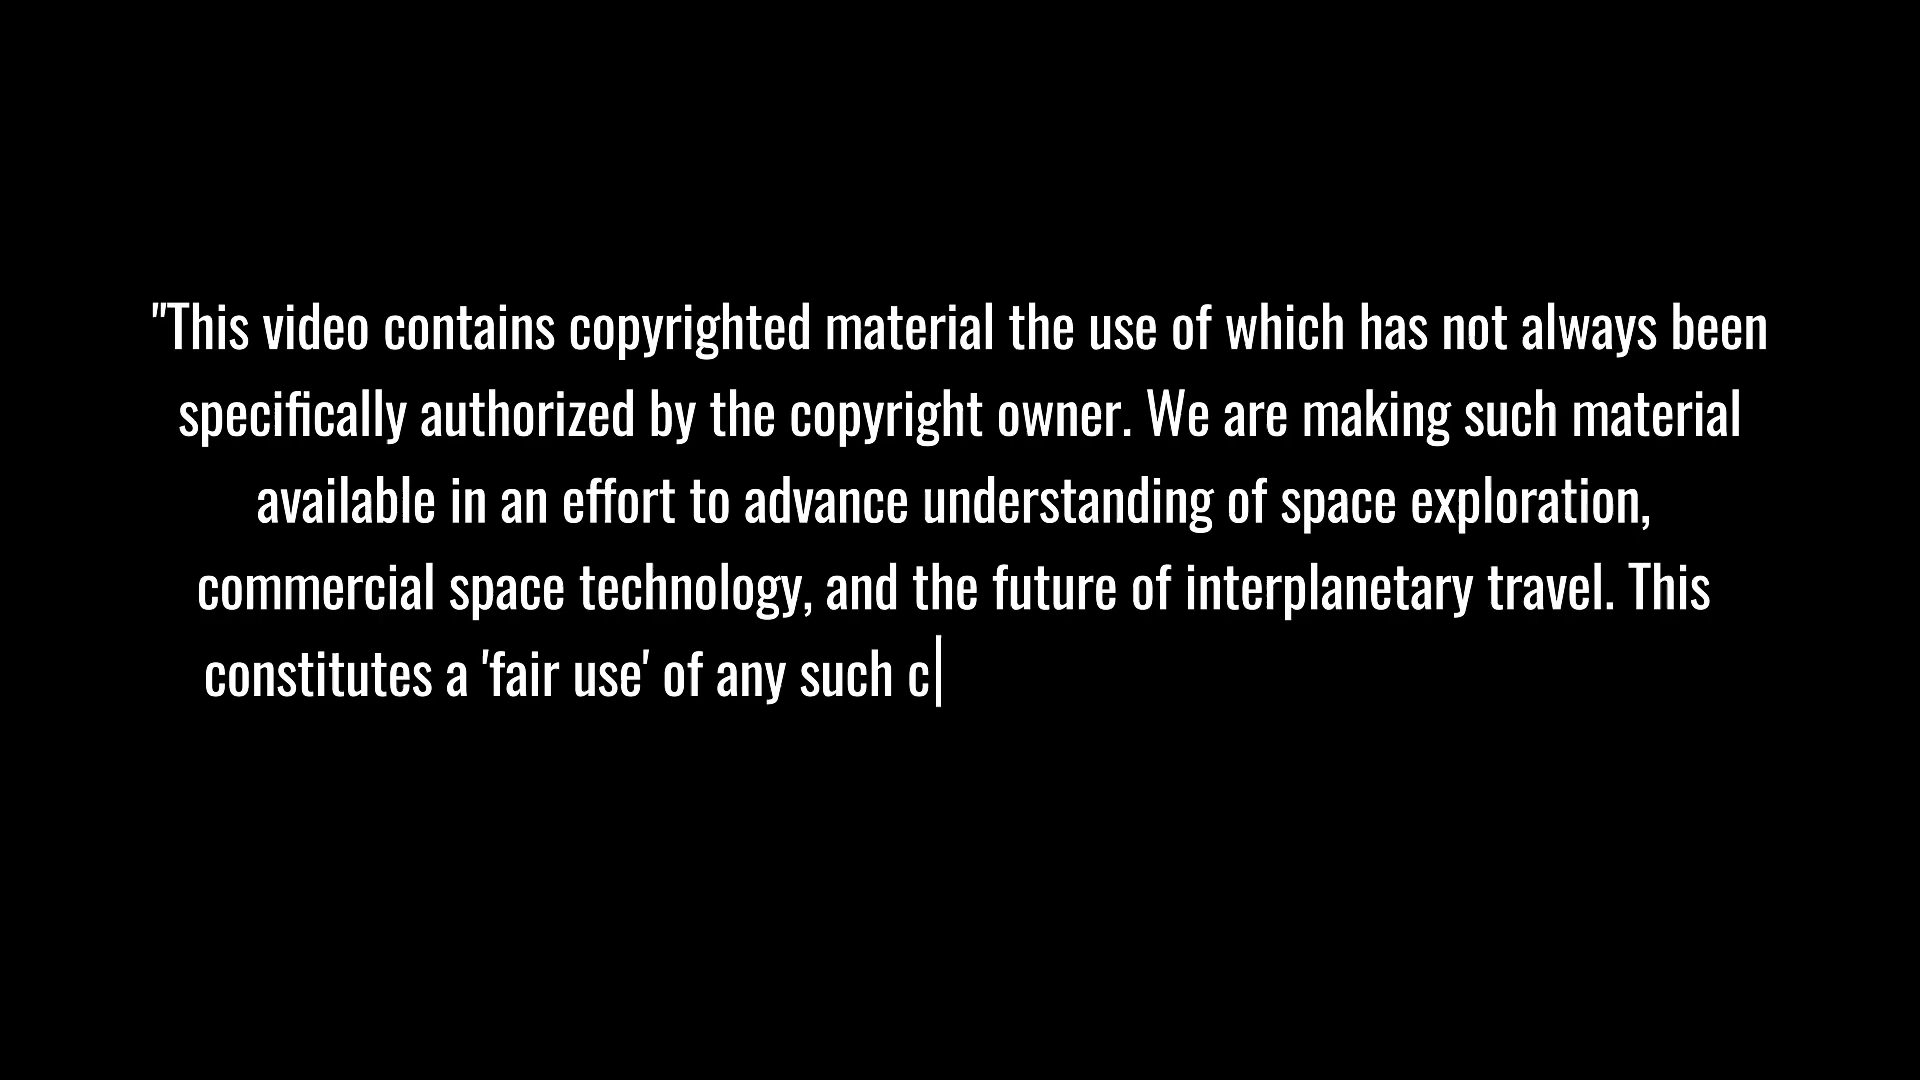 "This video contains copyrighted material the use of which has not always been
specifically authorized by the copyright owner. We are making such material
available in an effort to advance understanding of space exploration,
commercial space technology, and the future of interplanetary travel. This
constitutes a 'fair use' of any such c